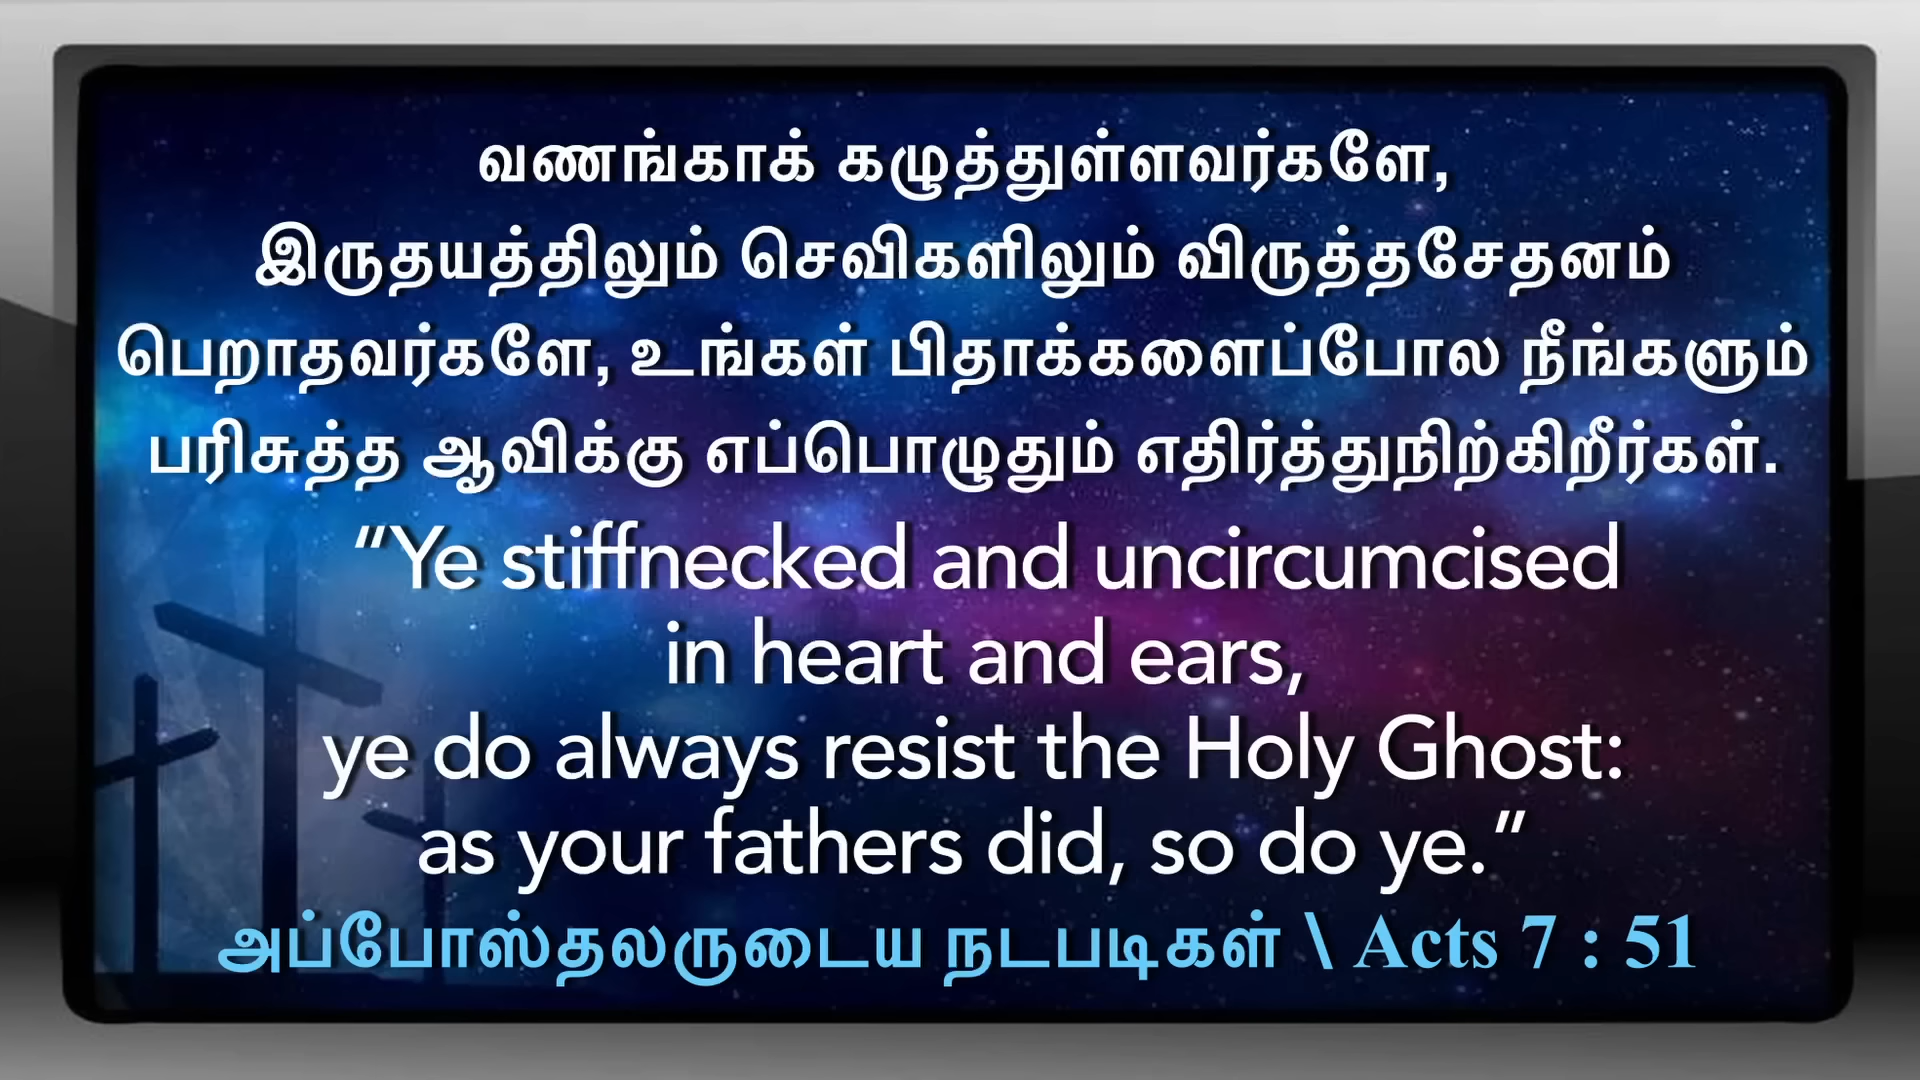 வணங்காக் கழுத்துள்ளவர்களே,
இருதயத்திலும் செவிகளிலும் விருத்தசேதனம்
பெறாதவர்களே, உங்கள் பிதாக்களைப்போல நீங்களும்
பரிசுத்த ஆவிக்கு எப்பொழுதும் எதிர்த்துநிற்கிறீர்கள்.
“Ye stiffnecked and uncircumcised
in heart and ears,
ye do always resist the Holy Ghost:
as your fathers did, so do ye.”
அப்போஸ்தலருடைய நடபடிகள் \ Acts 7 : 51